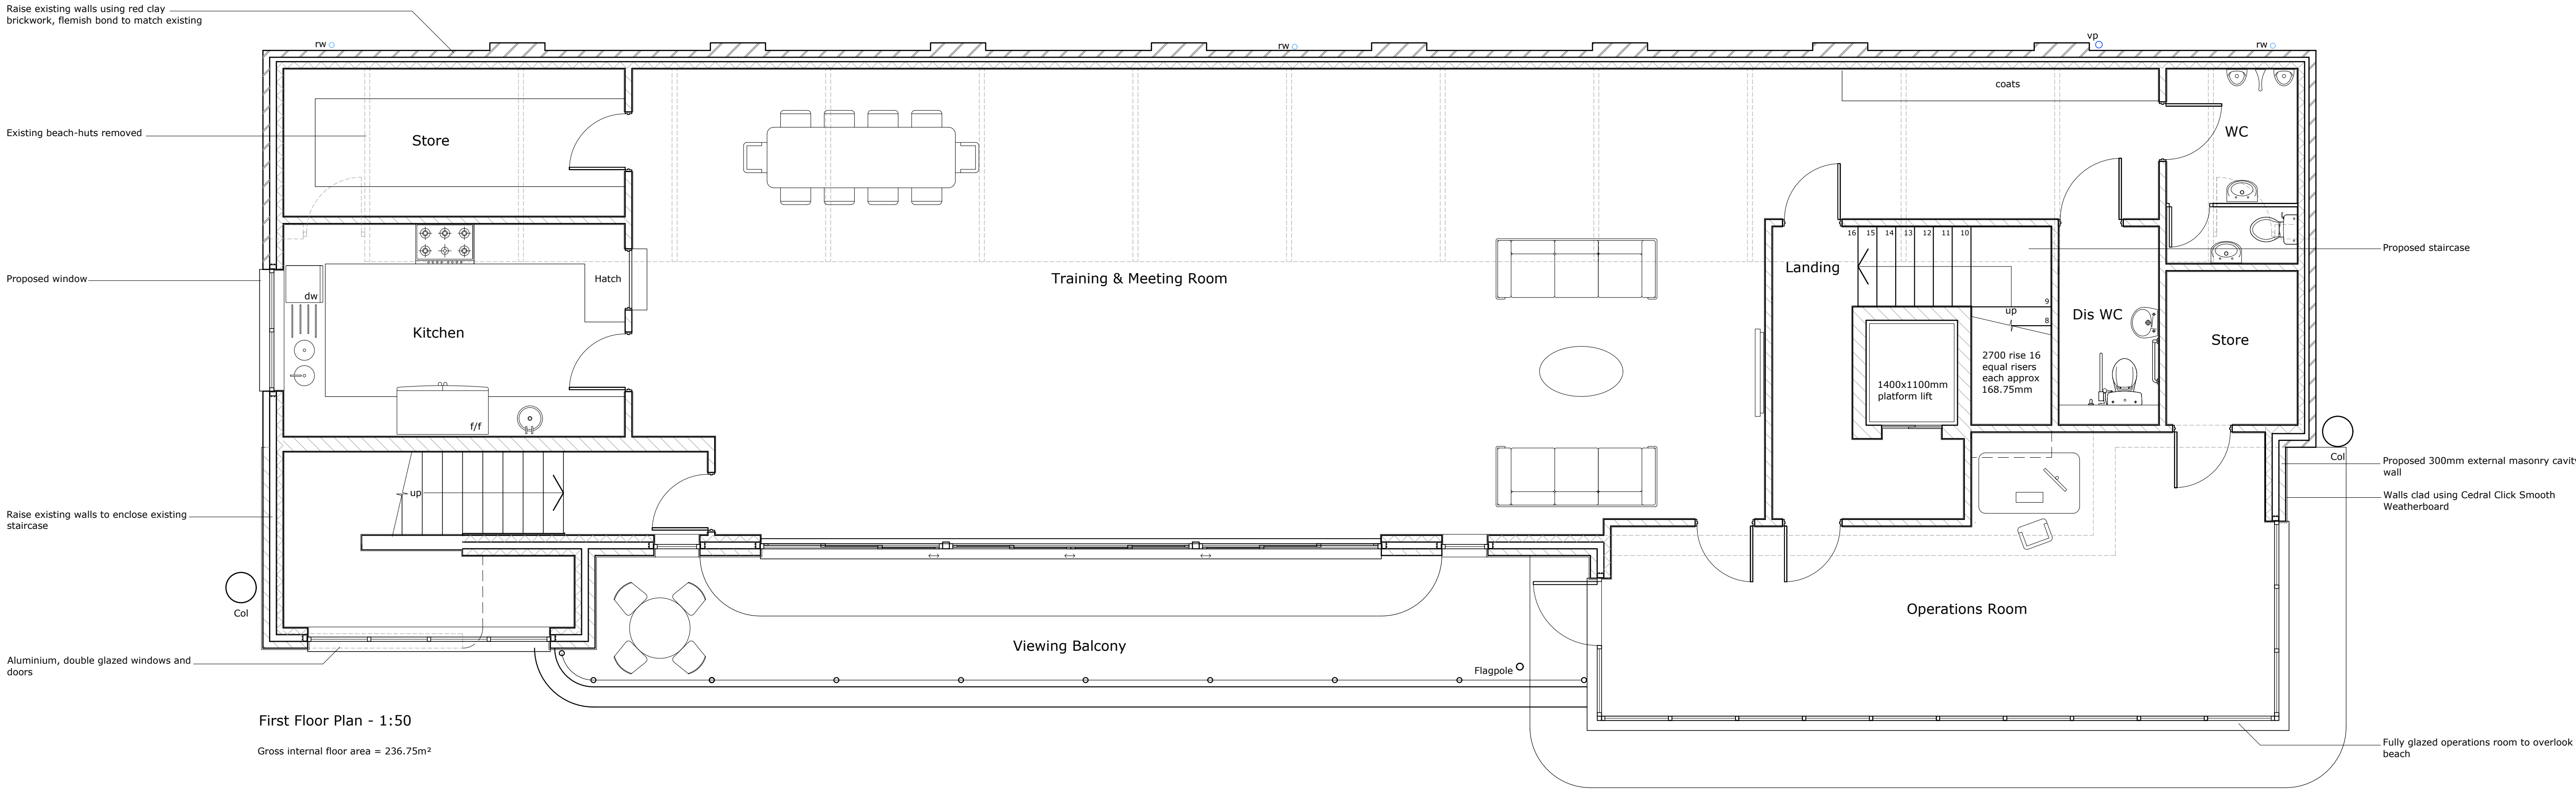 Raise existing walls using red clay
brickwork, flemish bond to match existing
rw
rw
vp
rw
coats
Existing beach-huts removed
Store
WC
Proposed window
Hatch
dw
Kitchen
f/f
Training & Meeting Room
Landing
16 15 14 13 12 11 10
9
up
8
Proposed staircase
Dis WC
Store
2700 rise 16
equal risers
each approx
168.75mm
1400x1100mm
platform lift
Col
Proposed 300mm external masonry cavity
wall
Walls clad using Cedral Click Smooth
Weatherboard
up
Raise existing walls to enclose existing
staircase
Col
Operations Room
Viewing Balcony
Flagpole
Aluminium, double glazed windows and
doors
First Floor Plan - 1:50
Gross internal floor area = 236.75m²
Fully glazed operations room to overlook
beach